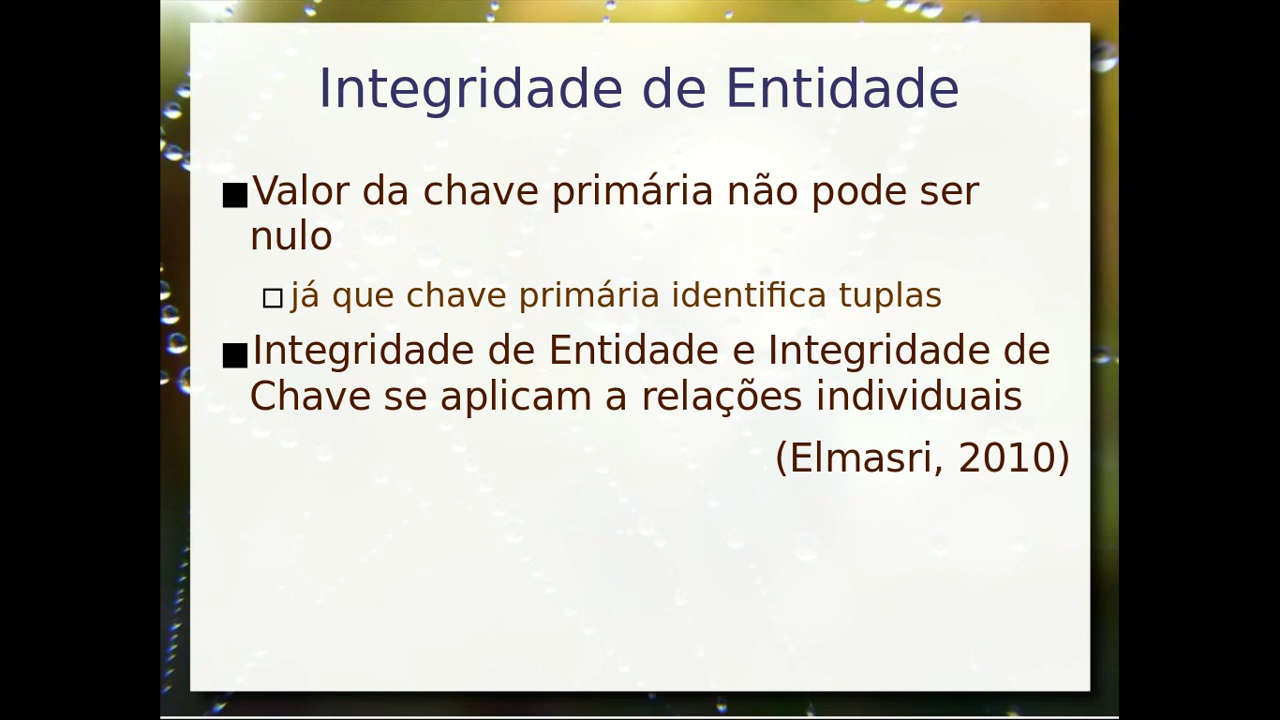 Integridade de Entidade
■Valor da chave primária não pode ser
nulo
□já que chave primária identifica tuplas
■Integridade de Entidade e Integridade de
Chave se aplicam a relações individuais
(Elmasri, 2010)